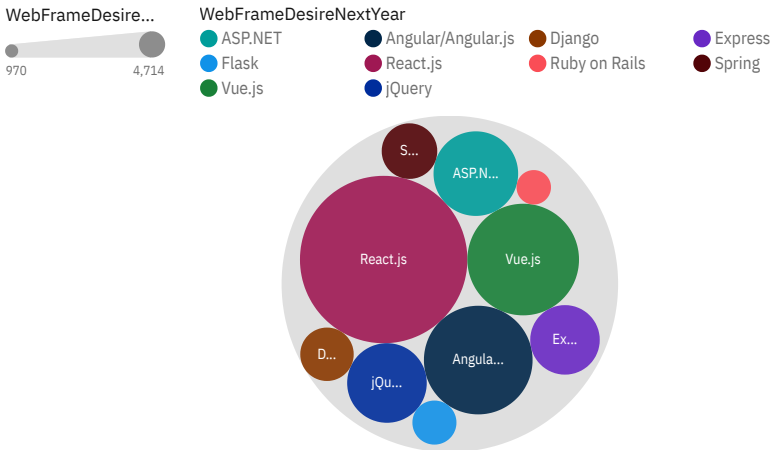 WebFrameDesire...
970
4,714
WebFrameDesireNextYear
ASP.NET
Angular/Angular.js
Django
Express
Flask
React.js
Ruby on Rails
Spring
Vue.js
jQuery
S...
ASP.N...
React.js
Vue.js
Ex...
D...
Angula...
jQu...